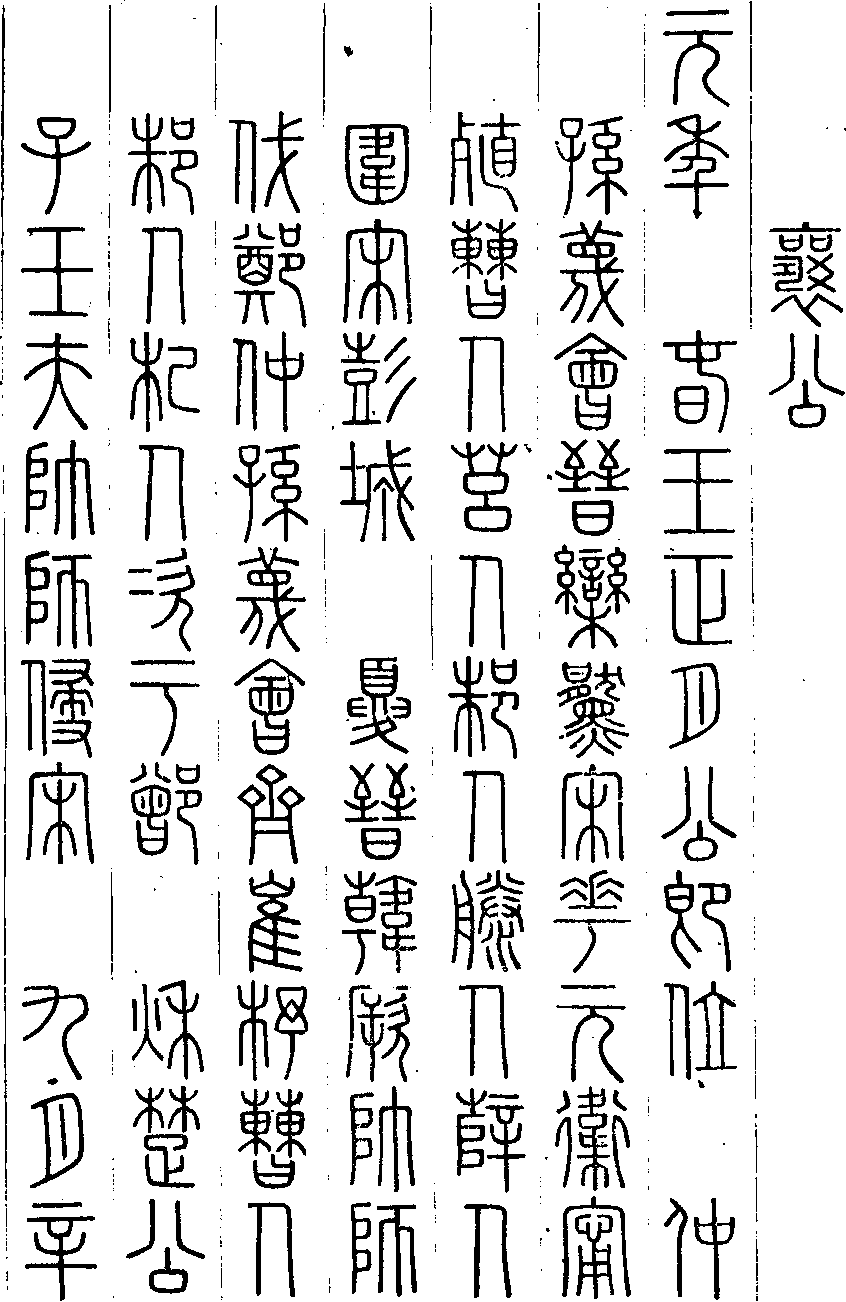 襄公
元年　春王正月公即位　仲
孫蔑會晉欒黶宋華元衛甯
殖曹人莒人邾人滕人薛人
圍宋彭城　夏晉韓厥帥師
伐鄭仲孫蔑會齊崔杼曹人
邾人杞人次于鄫　秋楚公
子壬夫帥師侵宋　九月辛